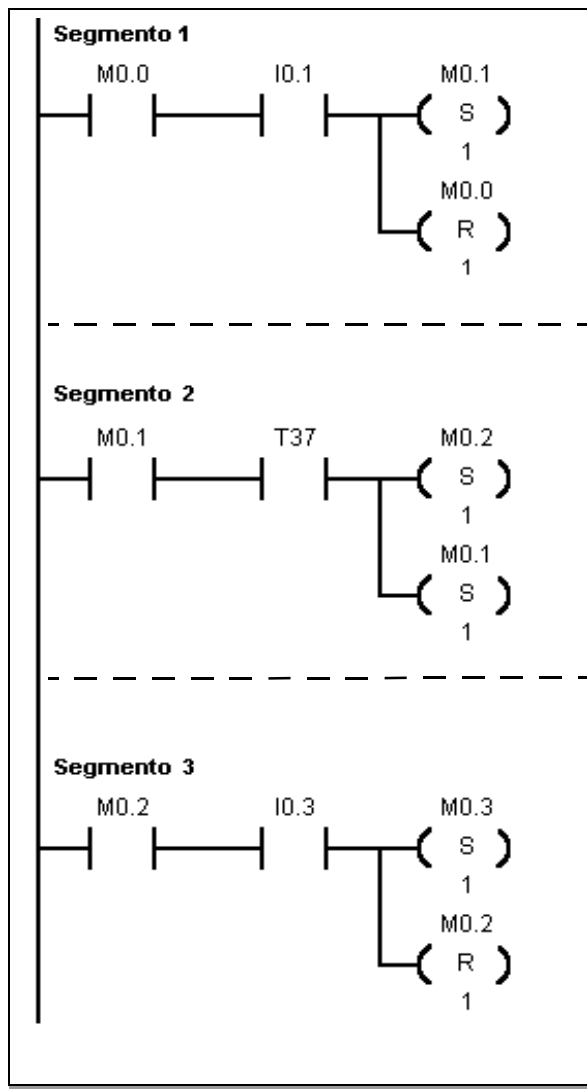 Segmento 1
M0.0 I0.1 M0.1
S
1
M0.0
R
1
Segmento 2
M0.1 T37 M0.2
S
1
M0.1
S
1
Segmento 3
M0.2 I0.3 M0.3
S
1
M0.2
R
1